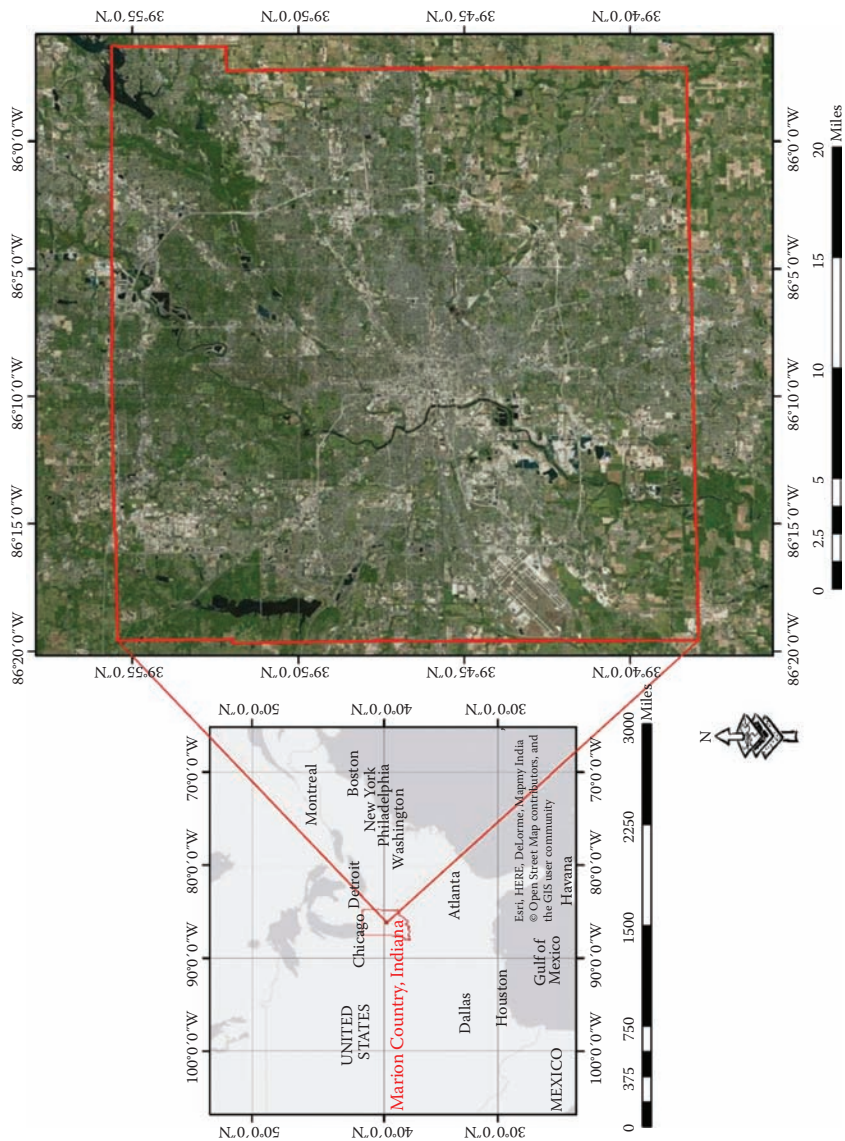 100°0′0″W
90°0′0″W
80°0′0″W
70°0′0″W
50°0′0″N
40°0′0″N
30°0′0″N
50°0′0″N
40°0′0″N
30°0′0″N
Montreal
UNITED
STATES
Chicago
Detroit
Boston
New York
Philadelphia
Washington
Marion Country, Indiana
Dallas
Atlanta
Houston
Gulf of
Mexico
MEXICO
Havana
Esri, HERE, DeLorme, Mapmy India
© Open Street Map contributors, and
the GIS user community
100°0′0″W
90°0′0″W
80°0′0″W
70°0′0″W
0
375
750
1500
2250
3000
Miles
N
86°20′0″W
86°15′0″W
86°10′0″W
86°5′0″W
86°0′0″W
39°55′0″N
39°50′0″N
39°45′0″N
39°40′0″N
39°55′0″N
39°50′0″N
39°45′0″N
39°40′0″N
86°20′0″W
86°15′0″W
86°10′0″W
86°5′0″W
86°0′0″W
0
2.5
5
10
15
20
Miles